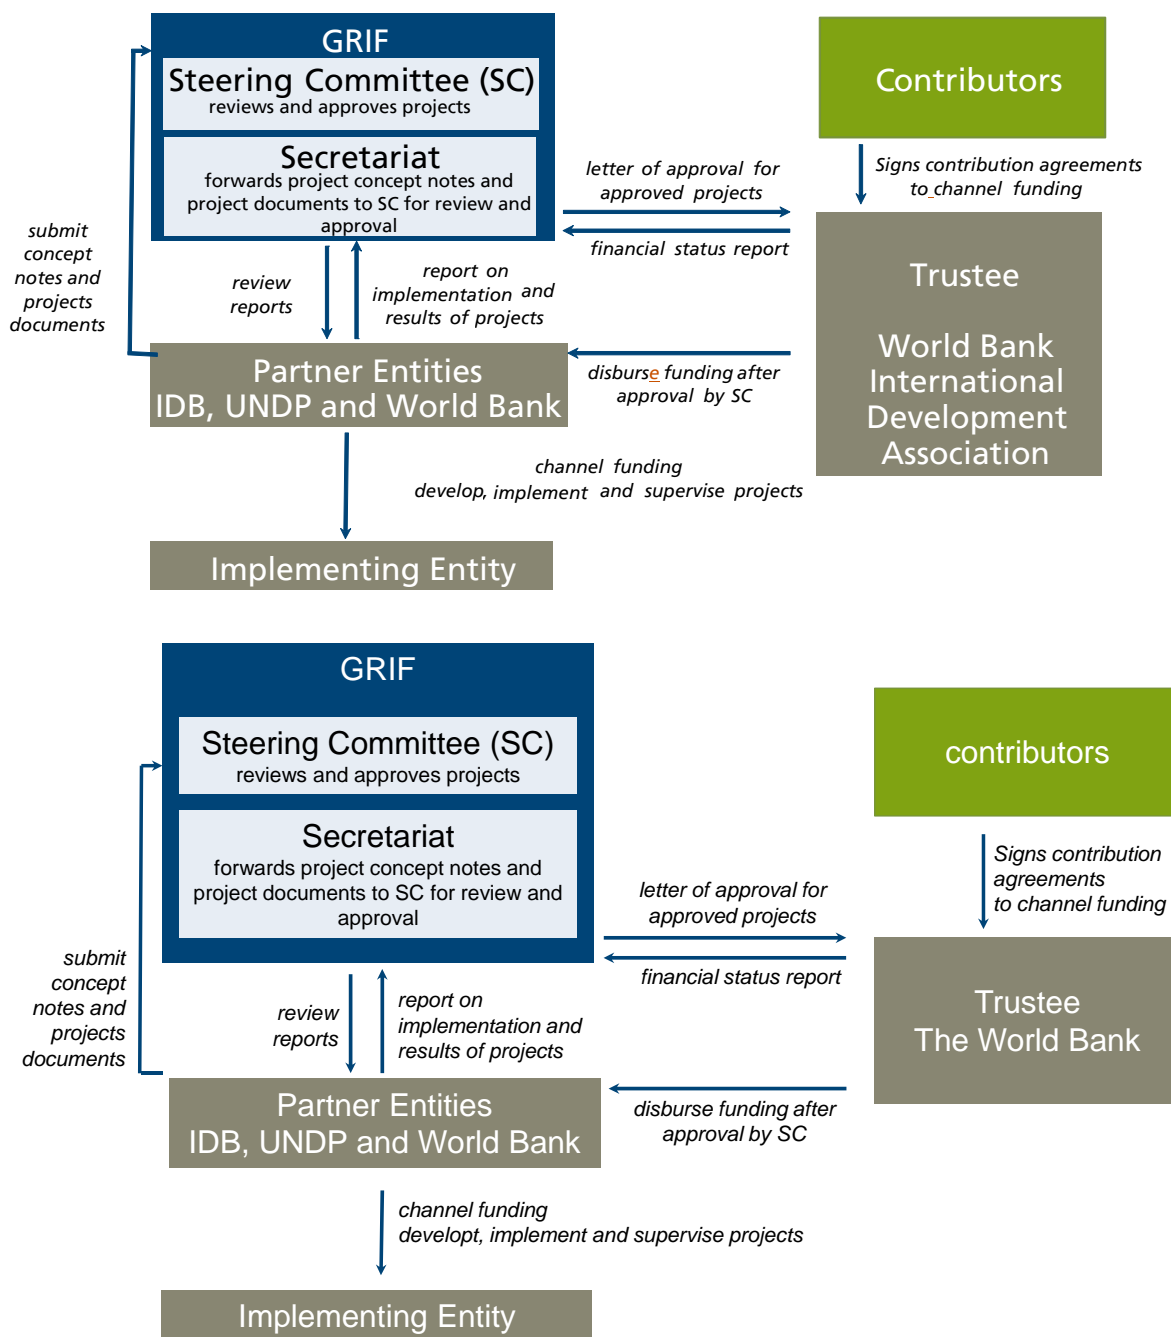 GRIF
Steering Committee (SC)
reviews and approves projects
Secretariat
forwards project concept notes and
project documents to SC for review and
approval
Contributors
Signs contribution agreements
to channel funding
letter of approval for
approved projects
financial status report
submit
concept
notes and
projects
documents
review
reports
report on
implementation and
results of projects
Trustee
World Bank
International
Development
Association
Partner Entities
IDB, UNDP and World Bank
disburse funding after
approval by SC
channel funding
develop, implement and supervise projects
Implementing Entity
GRIF
Steering Committee (SC)
reviews and approves projects
Secretariat
forwards project concept notes and
project documents to SC for review and
approval
contributors
Signs contribution
agreements
to channel funding
letter of approval for
approved projects
financial status report
submit
concept
notes and
projects
documents
review
reports
report on
implementation and
results of projects
Trustee
The World Bank
Partner Entities
IDB, UNDP and World Bank
disburse funding after
approval by SC
channel funding
developt, implement and supervise projects
Implementing Entity